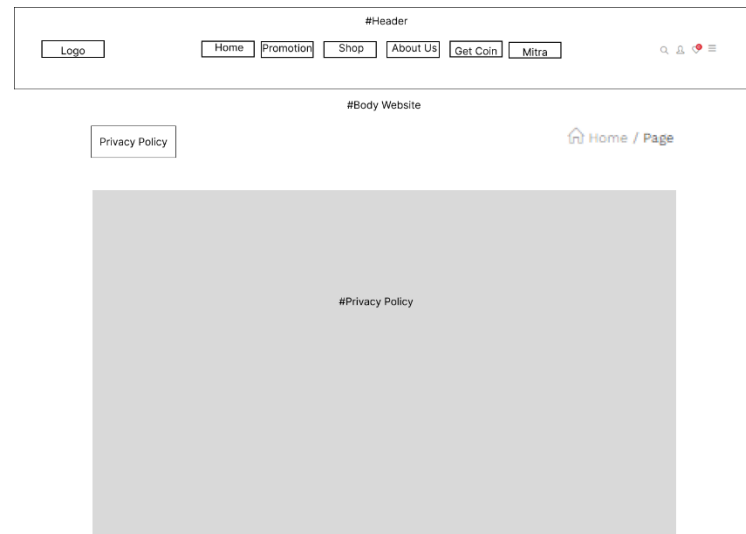 #Header
Logo
Home
Promotion
Shop
About Us
Get Coin
Mitra
#Body Website
Privacy Policy
Home / Page
#Privacy Policy